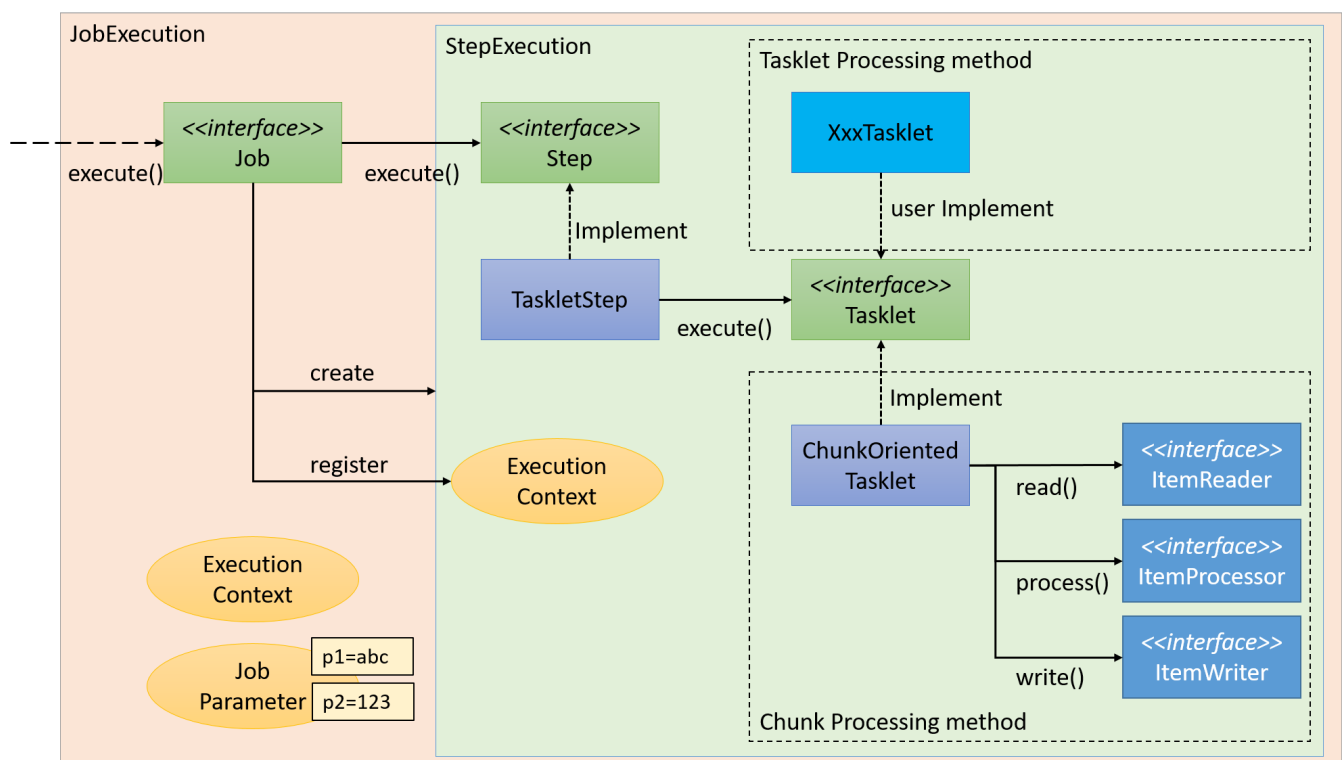 JobExecution
StepExecution
Tasklet Processing method
<<interface>>
Job
execute()
execute()
<<interface>>
Step
XxxTasklet
user Implement
Implement
TaskletStep
execute()
<<interface>>
Tasklet
create
register
Execution
Context
Implement
ChunkOriented
Tasklet
read()
<<interface>>
ItemReader
process()
<<interface>>
ItemProcessor
write()
<<interface>>
ItemWriter
Chunk Processing method
Execution
Context
Job
Parameter
p1=abc
p2=123